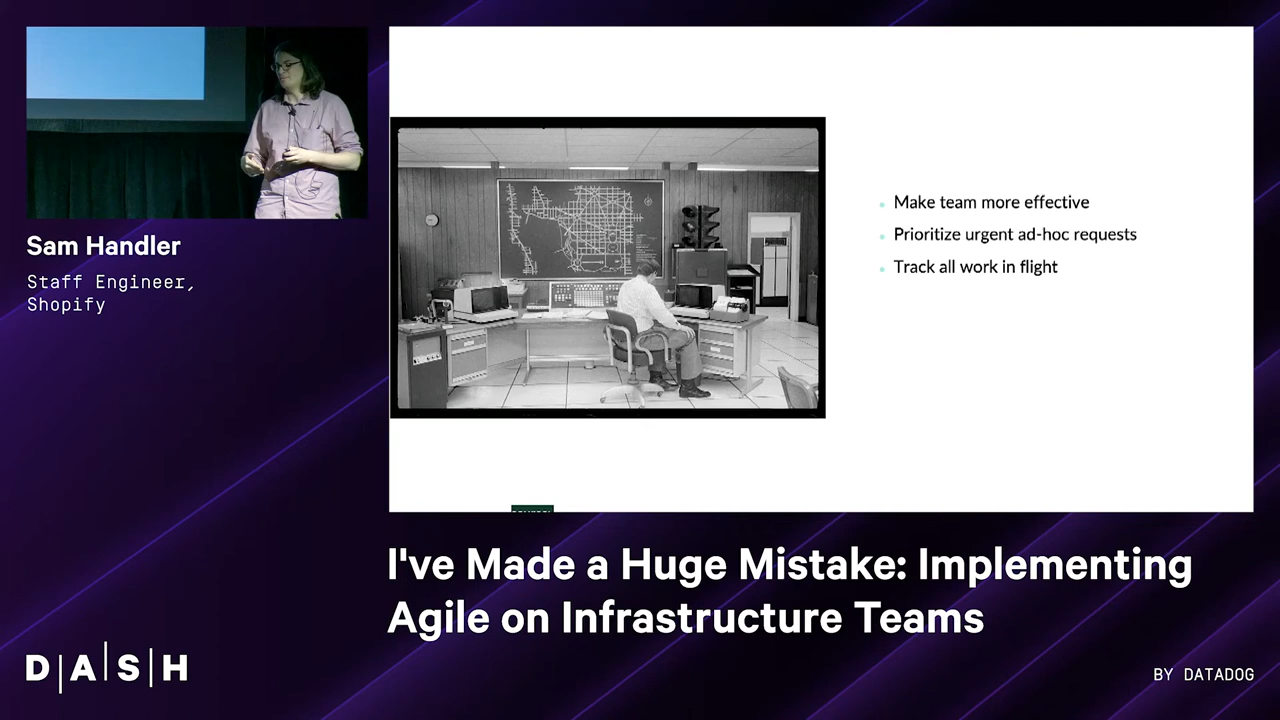 Sam Handler
Staff Engineer,
Shopify
Make team more effective
Prioritize urgent ad-hoc requests
Track all work in flight
I've Made a Huge Mistake: Implementing
Agile on Infrastructure Teams
D|A|S|H
BY DATADOG